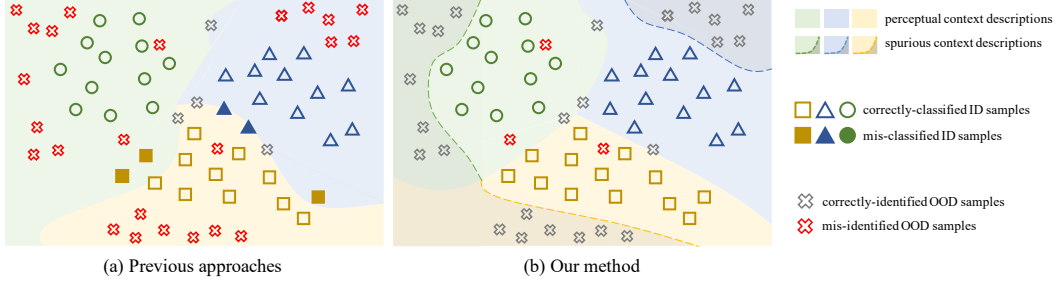 perceptual context descriptions
spurious context descriptions
correctly-classified ID samples
mis-classified ID samples
correctly-identified OOD samples
mis-identified OOD samples
(a) Previous approaches
(b) Our method